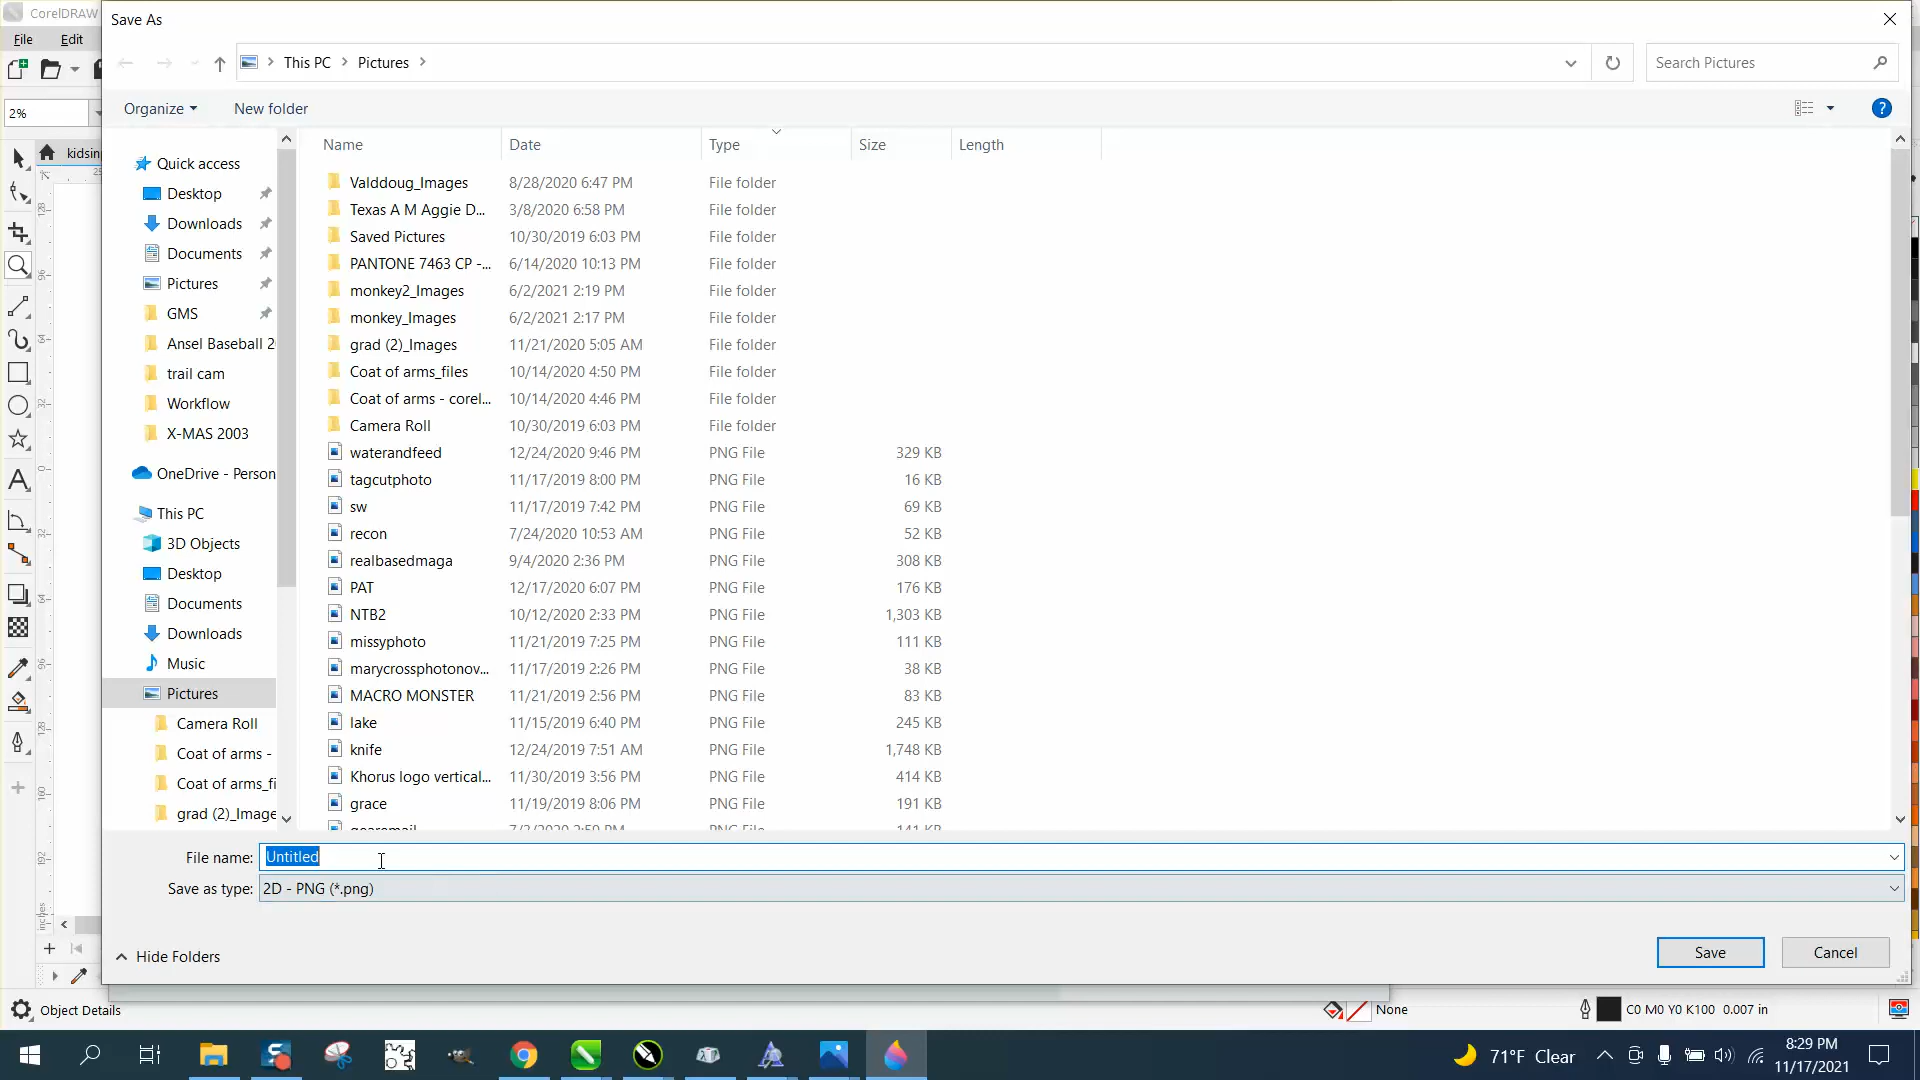 CorelDRAW
Save As
File Edit
This PC Pictures
Search Pictures
Organize New folder
2%
Name Date Type Size Length
kidsin
Quick access
Desktop
Downloads
Documents
Pictures
GMS
Ansel Baseball 2
trail cam
Workflow
X-MAS 2003
OneDrive - Person
This PC
3D Objects
Desktop
Documents
Downloads
Music
Pictures
Camera Roll
Coat of arms -
Coat of arms_fi
grad (2)_Image
Valddoug_Images 8/28/2020 6:47 PM File folder
Texas A M Aggie D... 3/8/2020 6:58 PM File folder
Saved Pictures 10/30/2019 6:03 PM File folder
PANTONE 7463 CP -... 6/14/2020 10:13 PM File folder
monkey2_Images 6/2/2021 2:19 PM File folder
monkey_Images 6/2/2021 2:17 PM File folder
grad (2)_Images 11/21/2020 5:05 AM File folder
Coat of arms_files 10/14/2020 4:50 PM File folder
Coat of arms - corel... 10/14/2020 4:46 PM File folder
Camera Roll 10/30/2019 6:03 PM File folder
waterandfeed 12/24/2020 9:46 PM PNG File 329 KB
tagcutphoto 11/17/2019 8:00 PM PNG File 16 KB
sw 11/17/2019 7:42 PM PNG File 69 KB
recon 7/24/2020 10:53 AM PNG File 52 KB
realbasedmaga 9/4/2020 2:36 PM PNG File 308 KB
PAT 12/17/2020 6:07 PM PNG File 176 KB
NTB2 10/12/2020 2:33 PM PNG File 1,303 KB
missyphoto 11/21/2019 7:25 PM PNG File 111 KB
marycrossphotonov... 11/17/2019 2:26 PM PNG File 38 KB
MACRO MONSTER 11/21/2019 2:56 PM PNG File 83 KB
lake 11/15/2019 6:40 PM PNG File 245 KB
knife 12/24/2019 7:51 AM PNG File 1,748 KB
Khorus logo vertical... 11/30/2019 3:56 PM PNG File 414 KB
grace 11/19/2019 8:06 PM PNG File 191 KB
File name: Untitled
Save as type: 2D - PNG (*.png)
Hide Folders
Save Cancel
Object Details
None
C0 M0 Y0 K100 0.007 in
71°F Clear
8:29 PM
11/17/2021